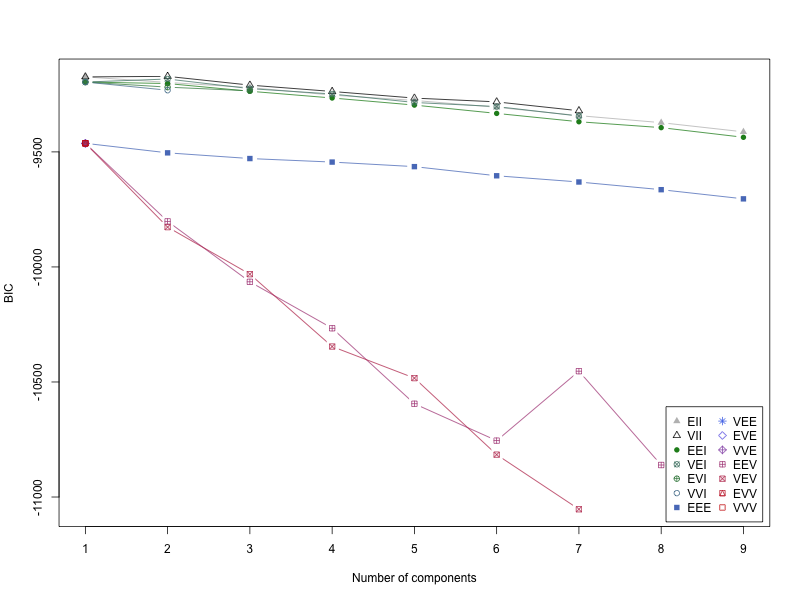 -9500
-10000
-10500
-11000
BIC
1 2 3 4 5 6 7 8 9
Number of components
EII VEE
VII EVE
EEI VVE
VEI EEV
EVI VEV
VVI EVV
EEE VVV